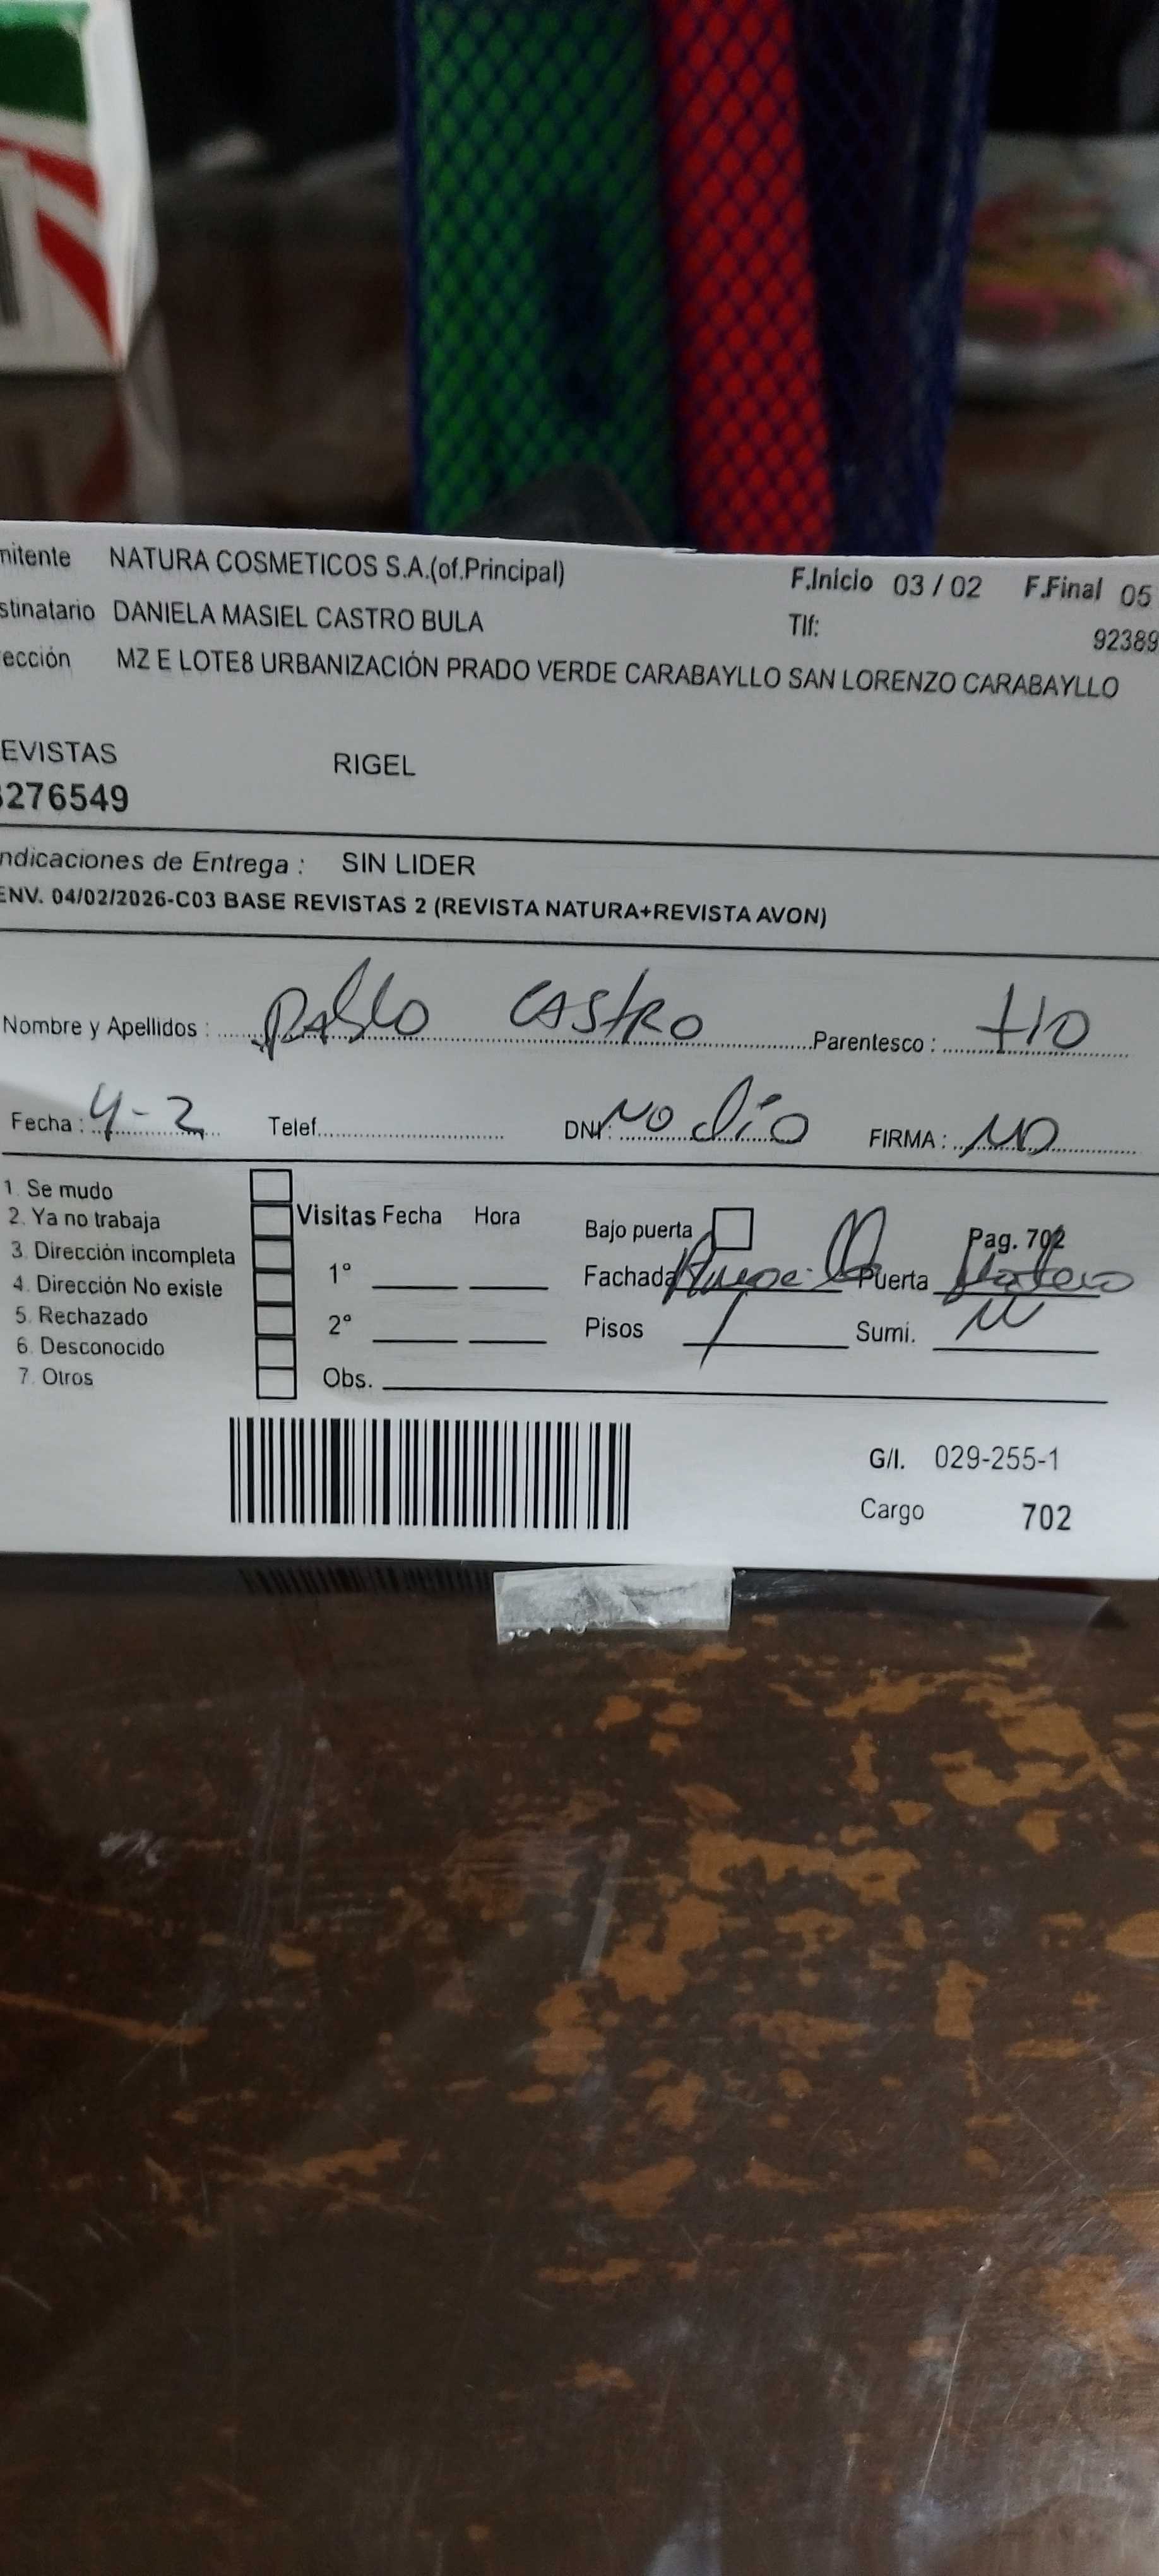 mitente NATURA COSMETICOS S.A.(of.Principal) F.Inicio 03 / 02 F.Final 05
stinatario DANIELA MASIEL CASTRO BULA Tlf: 92389
ección MZ E LOTE8 URBANIZACIÓN PRADO VERDE CARABAYLLO SAN LORENZO CARABAYLLO
EVISTAS RIGEL
276549
ndicaciones de Entrega : SIN LIDER
ENV. 04/02/2026-C03 BASE REVISTAS 2 (REVISTA NATURA+REVISTA AVON)
Nombre y Apellidos : PABLO CASTRO Parentesco : tio
Fecha : 4-2 Telef. DNI: NO dio FIRMA : NO
1. Se mudo
2. Ya no trabaja
3. Dirección incompleta
4. Dirección No existe
5. Rechazado
6. Desconocido
7. Otros
Visitas Fecha Hora
1°
2°
Obs.
Bajo puerta Pag. 702
Fachada Puerta
Pisos 1 Sumi.
G/I. 029-255-1
Cargo 702